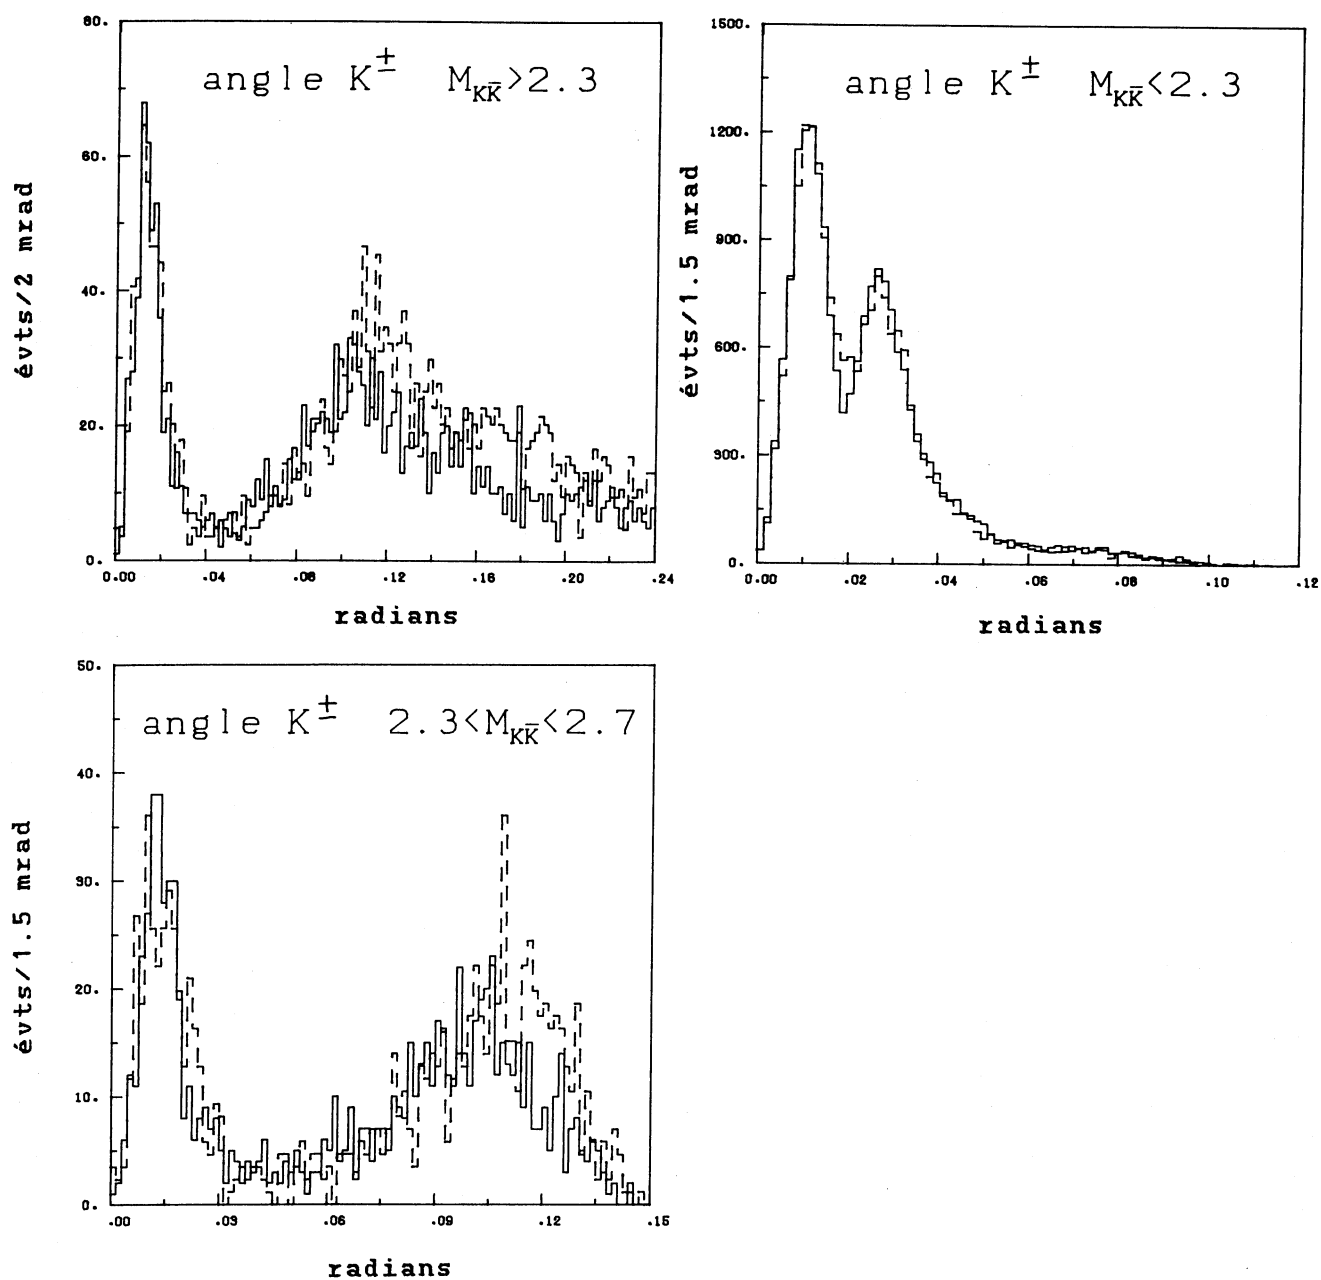 80.
60.
40.
20.
0.
évts/2 mrad
angle K± M_KK̅>2.3
0.00 .04 .08 .12 .16 .20 .24
radians
1500.
1200.
900.
600.
300.
0.
évts/1.5 mrad
angle K± M_KK̅<2.3
0.00 .02 .04 .06 .08 .10 .12
radians
50.
40.
30.
20.
10.
0.
évts/1.5 mrad
angle K± 2.3<M_KK̅<2.7
.00 .03 .06 .09 .12 .15
radians